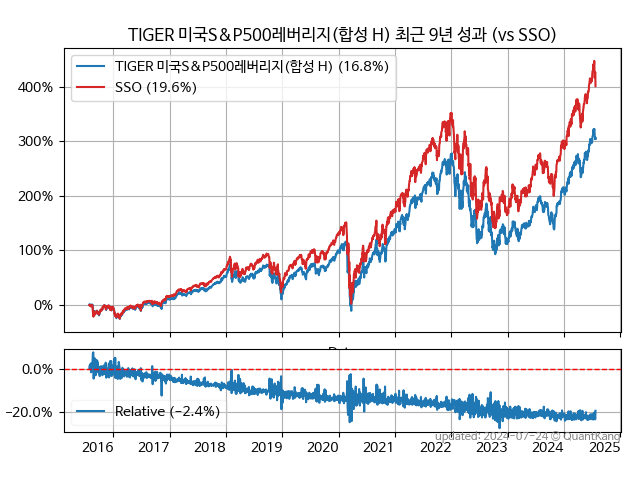 TIGER 미국S&P500레버리지(합성 H) 최근 9년 성과 (vs SSO)
TIGER 미국S&P500레버리지(합성 H) (16.8%)
SSO (19.6%)
400%
300%
200%
100%
0%
0.0%
−20.0%
Relative (−2.4%)
updated: 2024-07-24 © QuantKang
2016 2017 2018 2019 2020 2021 2022 2023 2024 2025